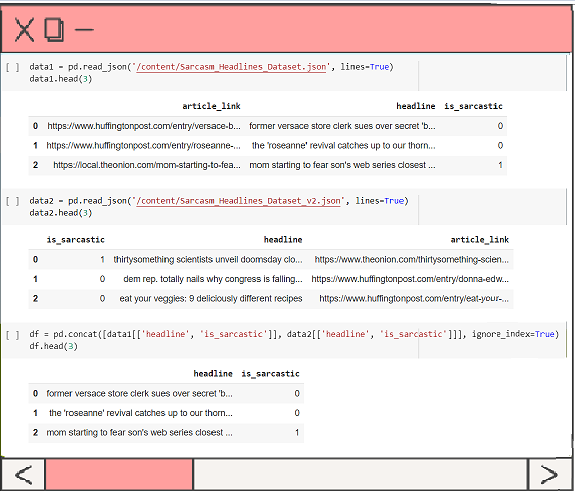 [ ] data1 = pd.read_json('/content/Sarcasm_Headlines_Dataset.json', lines=True)
data1.head(3)
article_link headline is_sarcastic
0 https://www.huffingtonpost.com/entry/versace-b... former versace store clerk sues over secret 'b... 0
1 https://www.huffingtonpost.com/entry/roseanne-... the 'roseanne' revival catches up to our thorn... 0
2 https://local.theonion.com/mom-starting-to-fea... mom starting to fear son's web series closest ... 1
[ ] data2 = pd.read_json('/content/Sarcasm_Headlines_Dataset_v2.json', lines=True)
data2.head(3)
is_sarcastic headline article_link
0 1 thirtysomething scientists unveil doomsday clo... https://www.theonion.com/thirtysomething-scien...
1 0 dem rep. totally nails why congress is falling... https://www.huffingtonpost.com/entry/donna-edw...
2 0 eat your veggies: 9 deliciously different recipes https://www.huffingtonpost.com/entry/eat-your-...
[ ] df = pd.concat([data1[['headline', 'is_sarcastic']], data2[['headline', 'is_sarcastic']]], ignore_index=True)
df.head(3)
headline is_sarcastic
0 former versace store clerk sues over secret 'b... 0
1 the 'roseanne' revival catches up to our thorn... 0
2 mom starting to fear son's web series closest ... 1